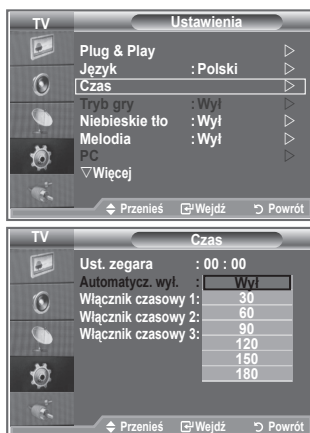 TV Ustawienia
Plug & Play
Język : Polski
Czas
Tryb gry : Wył
Niebieskie tło : Wył
Melodia : Wył
PC
▽Więcej
Przenieś Wejdź Powrót
TV Czas
Ust. zegara : 00 : 00
Automatycz. wył. : Wył
Włącznik czasowy 1: 30
Włącznik czasowy 2: 60
Włącznik czasowy 3: 90
120
150
180
Przenieś Wejdź Powrót